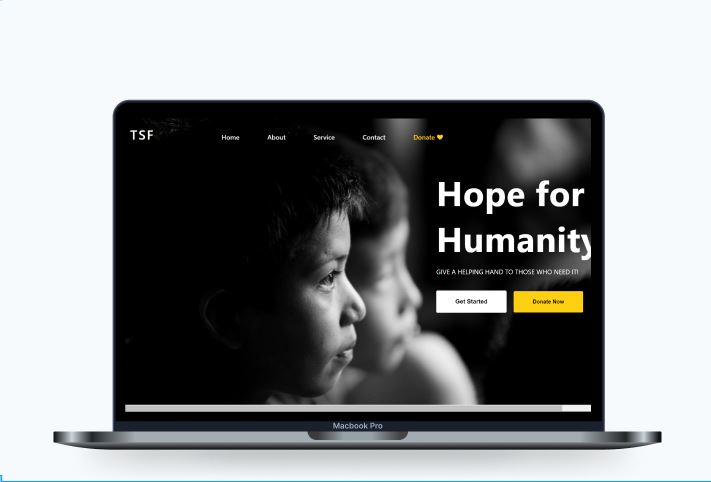 TSF
Home About Service Contact Donate
Hope for
Humanity
GIVE A HELPING HAND TO THOSE WHO NEED IT!
Get Started Donate Now
Macbook Pro